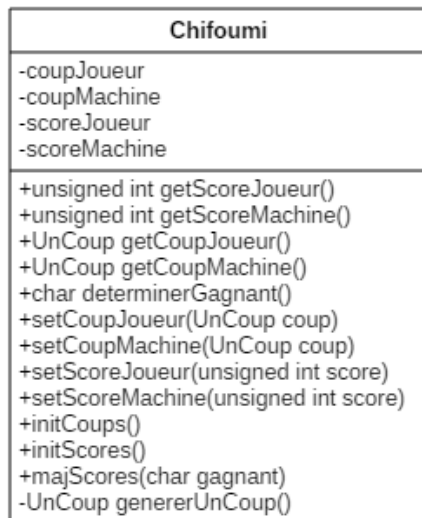 Chifoumi
-coupJoueur
-coupMachine
-scoreJoueur
-scoreMachine
+unsigned int getScoreJoueur()
+unsigned int getScoreMachine()
+UnCoup getCoupJoueur()
+UnCoup getCoupMachine()
+char determinerGagnant()
+setCoupJoueur(UnCoup coup)
+setCoupMachine(UnCoup coup)
+setScoreJoueur(unsigned int score)
+setScoreMachine(unsigned int score)
+initCoups()
+initScores()
+majScores(char gagnant)
-UnCoup genererUnCoup()